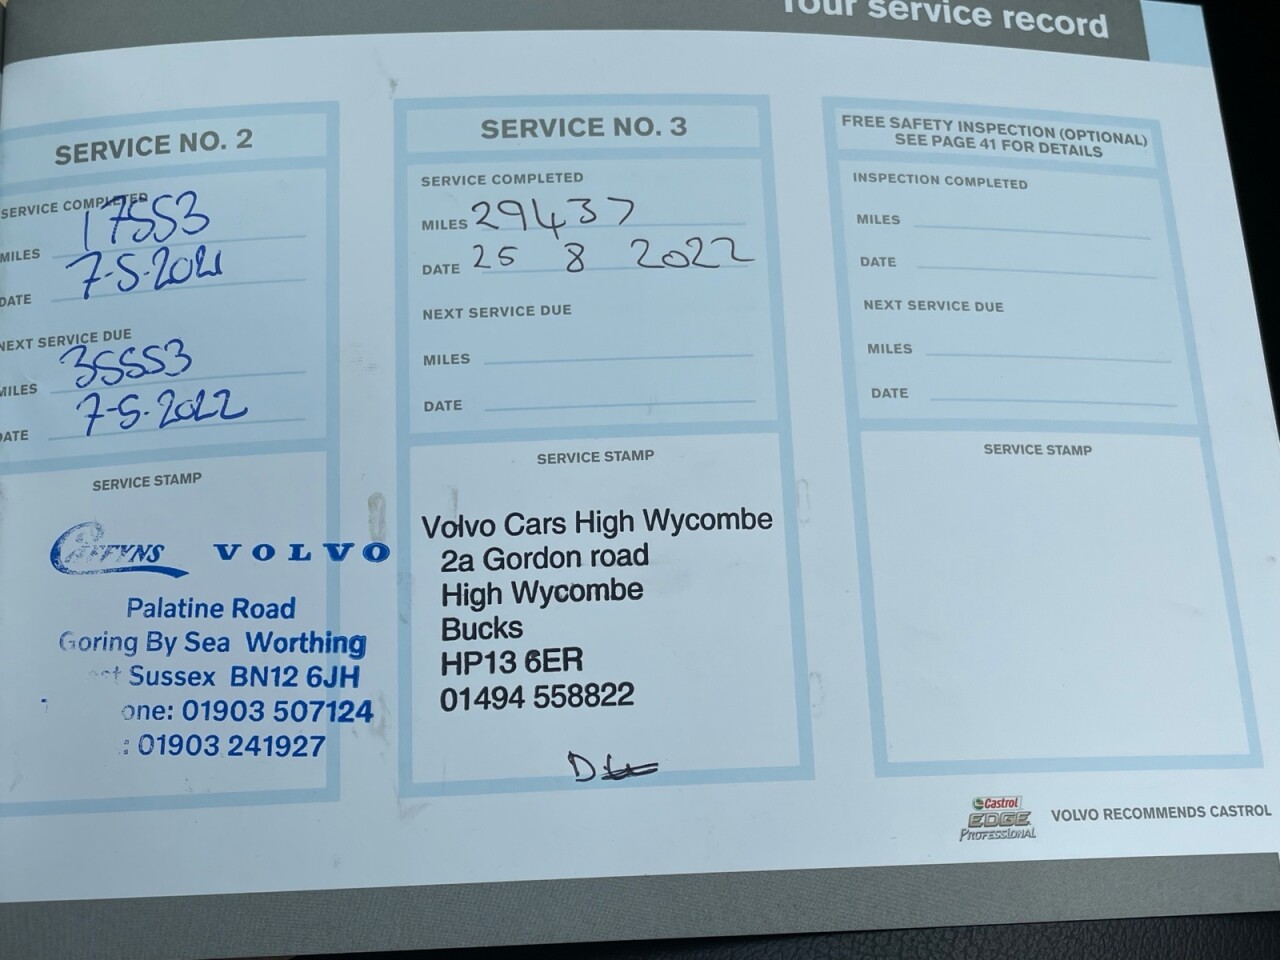 Your service record
SERVICE NO. 2
SERVICE COMPLETED
MILES 17553
DATE 7-5-2021
NEXT SERVICE DUE
MILES 35553
DATE 7-5-2022
SERVICE STAMP
CAFFYNS VOLVO
Palatine Road
Goring By Sea Worthing
Sussex BN12 6JH
one: 01903 507124
: 01903 241927
SERVICE NO. 3
SERVICE COMPLETED
MILES 29437
DATE 25 8 2022
NEXT SERVICE DUE
MILES
DATE
SERVICE STAMP
Volvo Cars High Wycombe
2a Gordon road
High Wycombe
Bucks
HP13 6ER
01494 558822
FREE SAFETY INSPECTION (OPTIONAL)
SEE PAGE 41 FOR DETAILS
INSPECTION COMPLETED
MILES
DATE
NEXT SERVICE DUE
MILES
DATE
SERVICE STAMP
Castrol
EDGE
PROFESSIONAL
VOLVO RECOMMENDS CASTROL